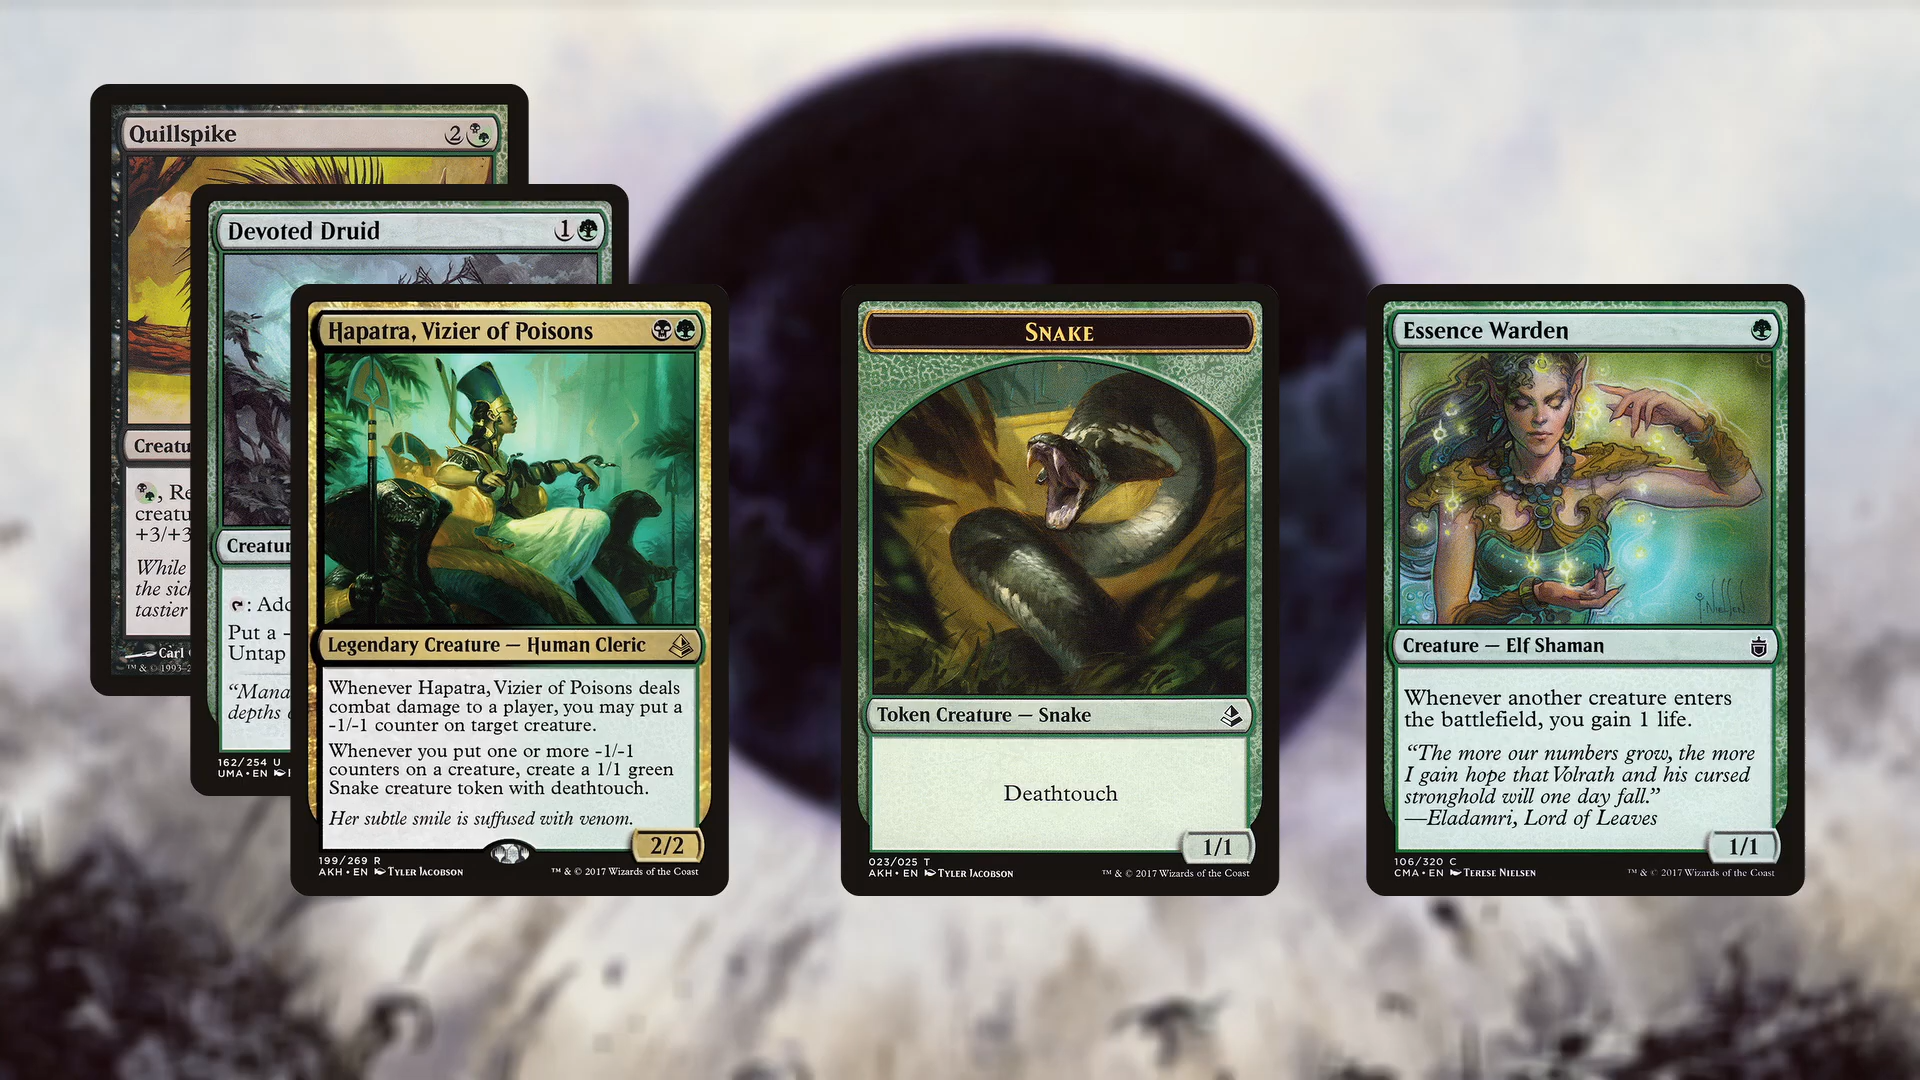 Quillspike 2
Creatu
, Re
creatu
+3/+3
While
the sick
tastier
Carl
™ & © 1993-2
Devoted Druid 1
Creatur
: Add
Put a -
Untap
"Mana
depths
162/254 U
UMA • EN
Hapatra, Vizier of Poisons
Legendary Creature — Human Cleric
Whenever Hapatra, Vizier of Poisons deals
combat damage to a player, you may put a
-1/-1 counter on target creature.
Whenever you put one or more -1/-1
counters on a creature, create a 1/1 green
Snake creature token with deathtouch.
Her subtle smile is suffused with venom.
2/2
199/269 R
AKH • EN Tyler Jacobson ™ & © 2017 Wizards of the Coast
Snake
Token Creature — Snake
Deathtouch
1/1
023/025 T
AKH • EN Tyler Jacobson ™ & © 2017 Wizards of the Coast
Essence Warden
T. Nielsen
Creature — Elf Shaman
Whenever another creature enters
the battlefield, you gain 1 life.
"The more our numbers grow, the more
I gain hope that Volrath and his cursed
stronghold will one day fall."
—Eladamri, Lord of Leaves
1/1
106/320 C
CMA • EN Terese Nielsen ™ & © 2017 Wizards of the Coast